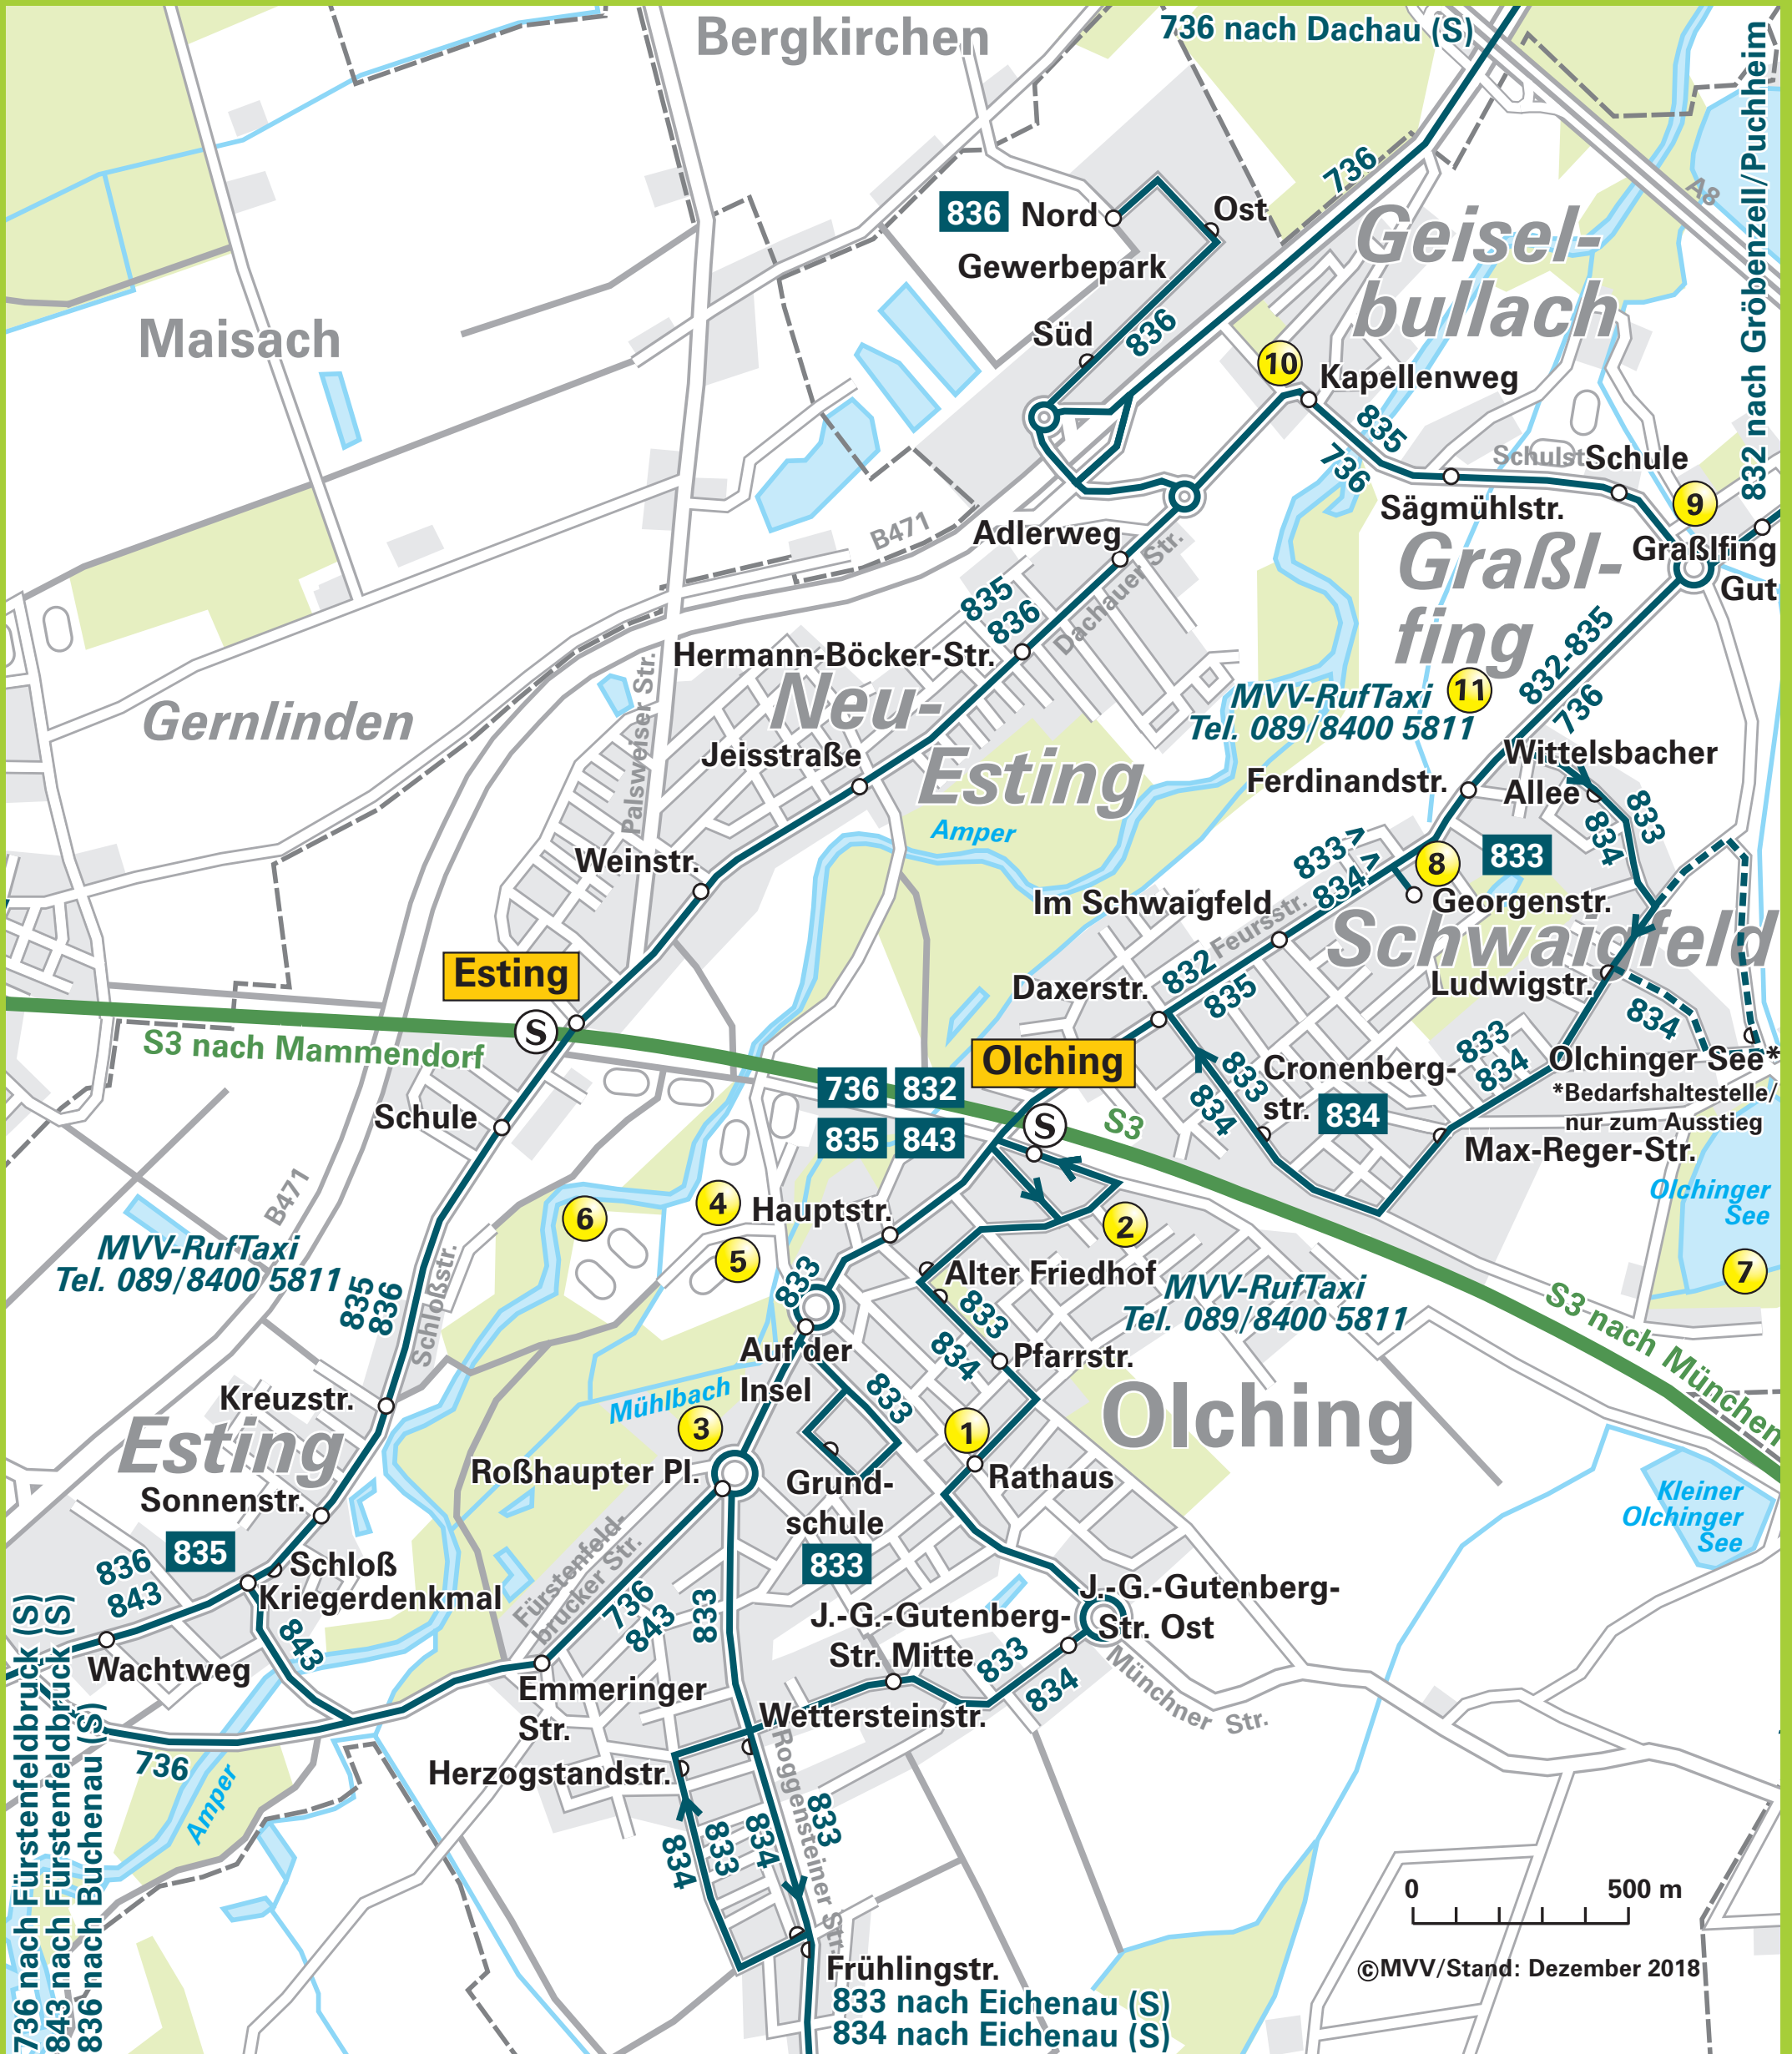 Bergkirchen
736 nach Dachau (S)
832 nach Gröbenzell/Puchheim
A8
736
836 Nord
Ost
Gewerbepark
Süd
836
Geisel-
bullach
Maisach
10
Kapellenweg
835
736
Schulst
Schule
Sägmühlstr.
9
Graßlfing
Gut
Graßl-
fing
B471
Adlerweg
Dachauer Str.
835
836
Hermann-Böcker-Str.
Neu-
Esting
Palsweiser Str.
Gernlinden
Jeisstraße
MVV-RufTaxi
Tel. 089/8400 5811
11
832-835
736
Wittelsbacher
Allee
Ferdinandstr.
833
834
Amper
Weinstr.
833
834
8
833
Georgenstr.
Im Schwaigfeld
Feursstr.
Schwaigfeld
Ludwigstr.
Esting
S
S3 nach Mammendorf
Daxerstr.
832
835
834
Olching
S
S3
736 832
835 843
833
834
Cronenberg-
str. 834
833
834
Olchinger See*
*Bedarfshaltestelle/
nur zum Ausstieg
Max-Reger-Str.
Schule
B471
Olchinger
See
7
6
4
5
Hauptstr.
2
MVV-RufTaxi
Tel. 089/8400 5811
835
836
Schloßstr.
833
Alter Friedhof
MVV-RufTaxi
Tel. 089/8400 5811
S3 nach München
833
834
Pfarrstr.
Auf der
Insel
Mühlbach
833
Kreuzstr.
Esting
3
1
Olching
Roßhaupter Pl.
Rathaus
Grund-
schule
833
Kleiner
Olchinger
See
Sonnenstr.
835
Schloß
Kriegerdenkmal
836
843
843
Wachtweg
Fürstenfeld-
brucker Str.
736
843
833
J.-G.-Gutenberg-
Str. Ost
J.-G.-Gutenberg-
Str. Mitte
833
834
Münchner Str.
Emmeringer
Str.
Wettersteinstr.
Herzogstandstr.
736
Amper
Roggensteiner Str.
834
833
834
833
736 nach Fürstenfeldbruck (S)
843 nach Fürstenfeldbruck (S)
836 nach Buchenau (S)
Frühlingstr.
833 nach Eichenau (S)
834 nach Eichenau (S)
0 500 m
©MVV/Stand: Dezember 2018